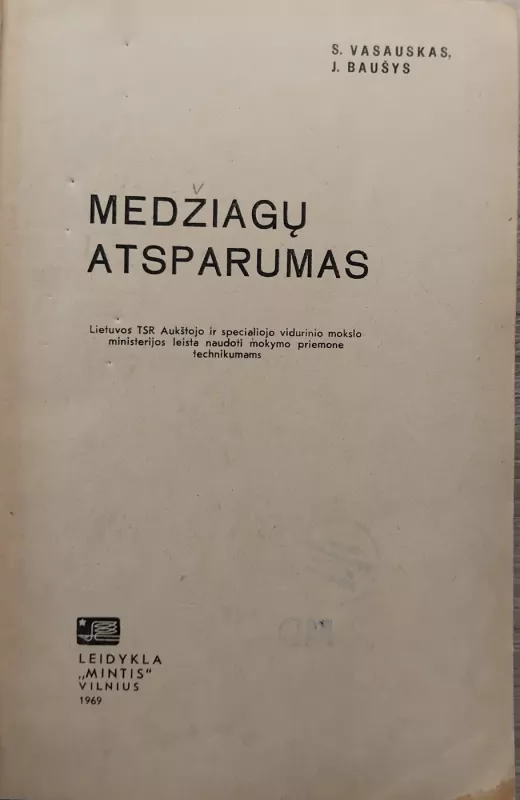 S. VASAUSKAS,
J. BAUŠYS
MEDŽIAGŲ
ATSPARUMAS
Lietuvos TSR Aukštojo ir specialiojo vidurinio mokslo
ministerijos leista naudoti mokymo priemone
technikumams
LEIDYKLA
„MINTIS"
VILNIUS
1969